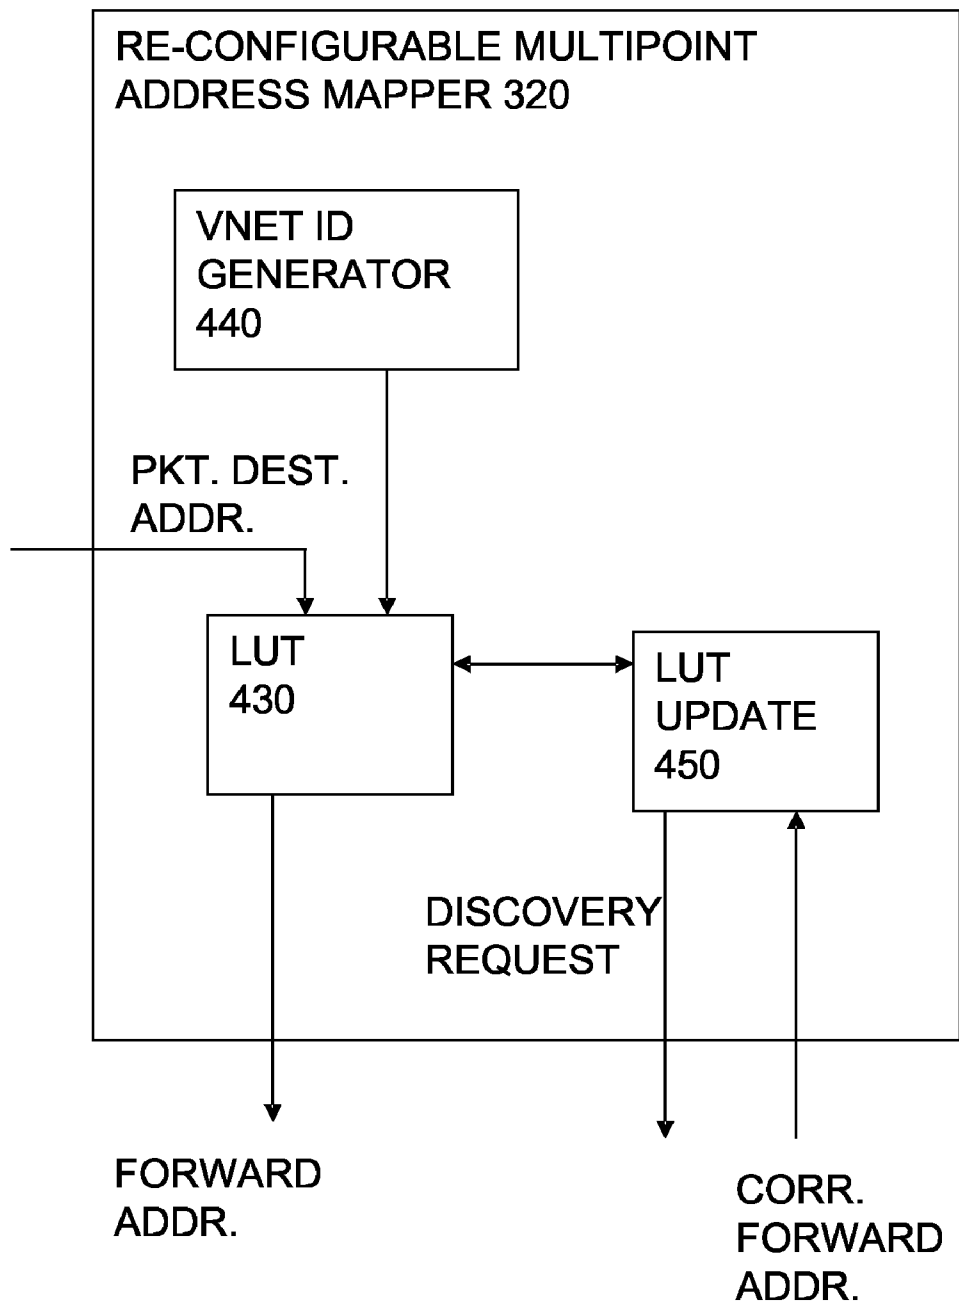 RE-CONFIGURABLE MULTIPOINT
ADDRESS MAPPER 320
VNET ID
GENERATOR
440
PKT. DEST.
ADDR.
LUT
430
LUT
UPDATE
450
DISCOVERY
REQUEST
FORWARD
ADDR.
CORR.
FORWARD
ADDR.